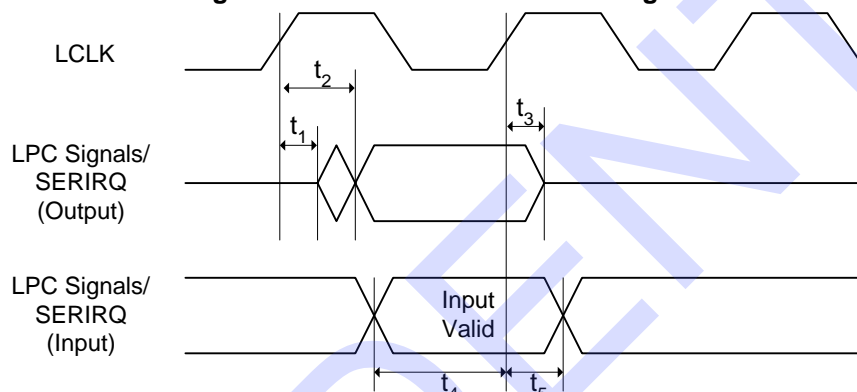 LCLK
t2
t1
t3
LPC Signals/
SERIRQ
(Output)
LPC Signals/
SERIRQ
(Input)
Input
Valid
t4
t5